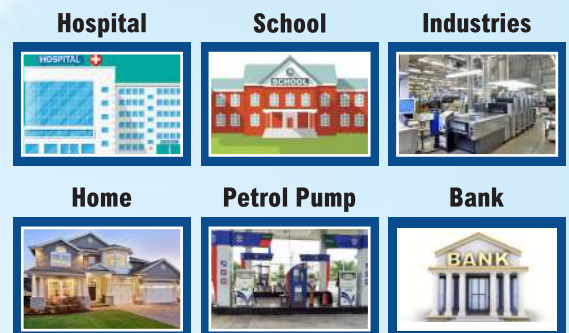 Hospital School Industries
HOSPITAL
SCHOOL
Home Petrol Pump Bank
BANK